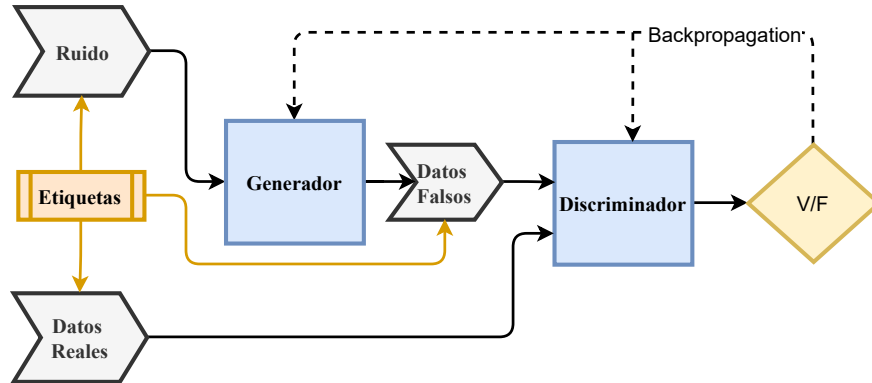 Backpropagation
Ruido
Etiquetas
Generador
Datos
Falsos
Discriminador
V/F
Datos
Reales